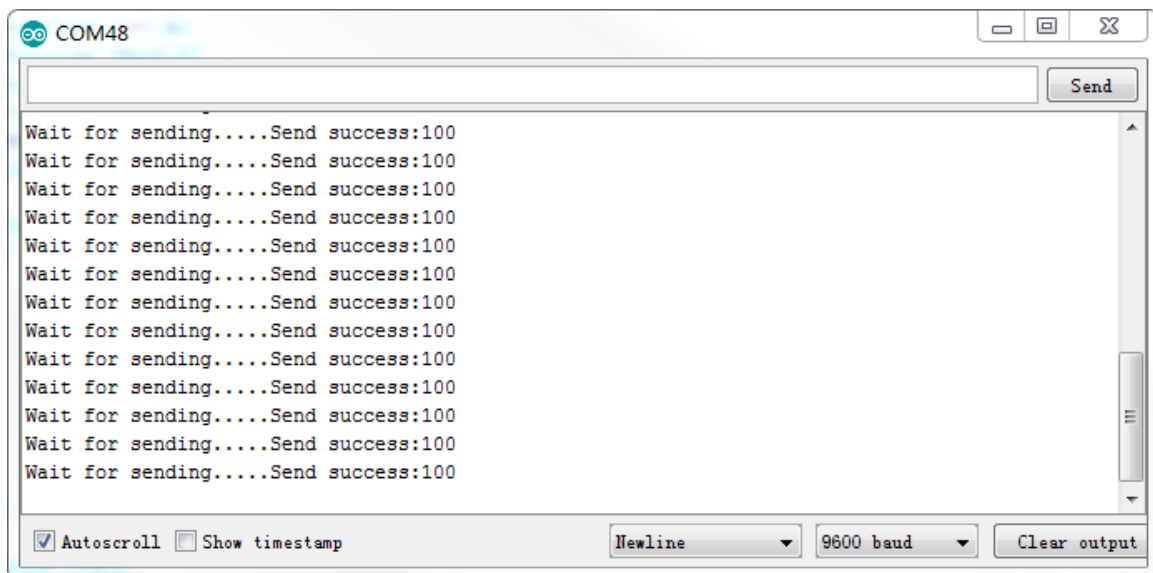 COM48
Send
Wait for sending.....Send success:100
Wait for sending.....Send success:100
Wait for sending.....Send success:100
Wait for sending.....Send success:100
Wait for sending.....Send success:100
Wait for sending.....Send success:100
Wait for sending.....Send success:100
Wait for sending.....Send success:100
Wait for sending.....Send success:100
Wait for sending.....Send success:100
Wait for sending.....Send success:100
Wait for sending.....Send success:100
Wait for sending.....Send success:100
Autoscroll Show timestamp Newline 9600 baud Clear output